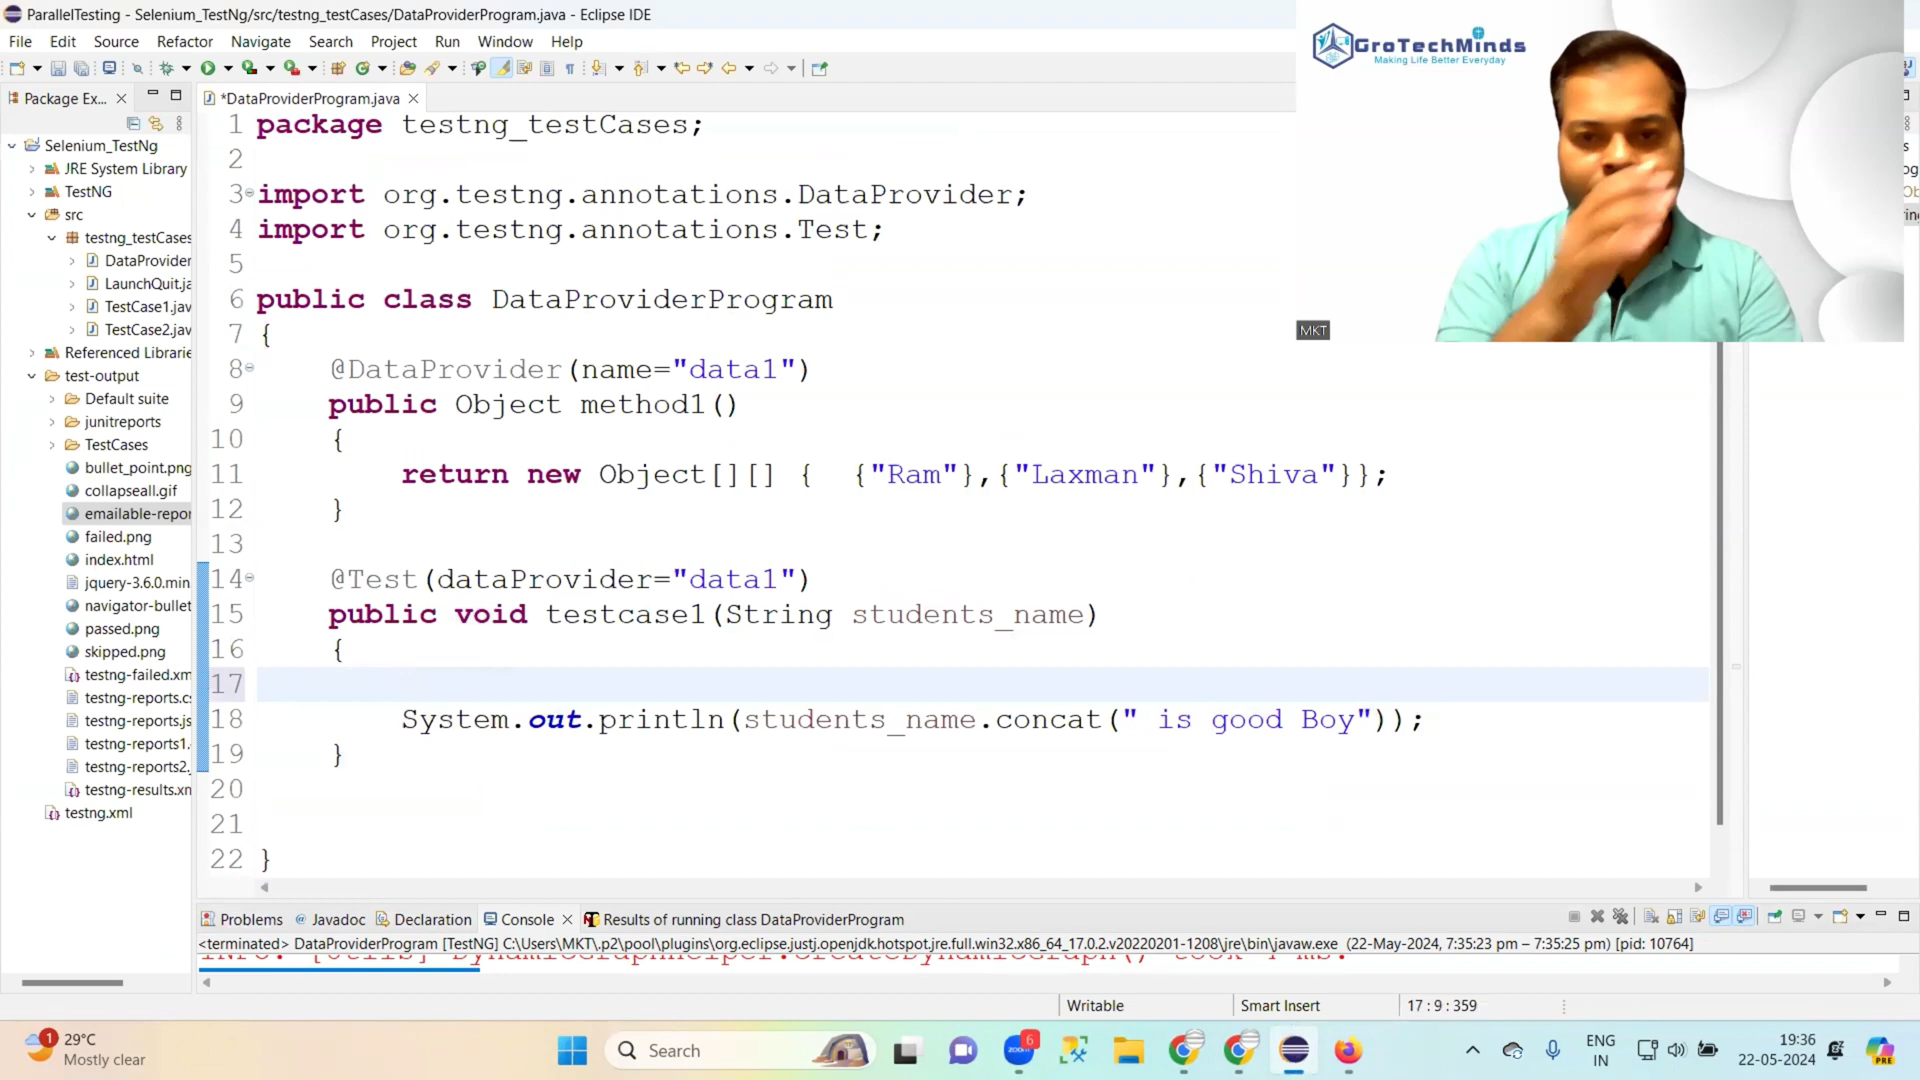 ParallelTesting - Selenium_TestNg/src/testng_testCases/DataProviderProgram.java - Eclipse IDE
File Edit Source Refactor Navigate Search Project Run Window Help
GroTechMinds
Making Life Better Everyday
MKT
Package Ex...
Selenium_TestNg
JRE System Library
TestNG
src
testng_testCases
DataProvider
LaunchQuit.ja
TestCase1.jav
TestCase2.jav
Referenced Librarie
test-output
Default suite
junitreports
TestCases
bullet_point.png
collapseall.gif
emailable-repor
failed.png
index.html
jquery-3.6.0.min
navigator-bullet
passed.png
skipped.png
testng-failed.xm
testng-reports.c
testng-reports.js
testng-reports1.
testng-reports2.
testng-results.xn
testng.xml
*DataProviderProgram.java
1 package testng_testCases;
2
3 import org.testng.annotations.DataProvider;
4 import org.testng.annotations.Test;
5
6 public class DataProviderProgram
7 {
8 @DataProvider(name="data1")
9 public Object method1()
10 {
11 return new Object[][] { {"Ram"},{"Laxman"},{"Shiva"}};
12 }
13
14 @Test(dataProvider="data1")
15 public void testcase1(String students_name)
16 {
17
18 System.out.println(students_name.concat(" is good Boy"));
19 }
20
21
22 }
Problems Javadoc Declaration Console Results of running class DataProviderProgram
<terminated> DataProviderProgram [TestNG] C:\Users\MKT\.p2\pool\plugins\org.eclipse.justj.openjdk.hotspot.jre.full.win32.x86_64_17.0.2.v20220201-1208\jre\bin\javaw.exe (22-May-2024, 7:35:23 pm – 7:35:25 pm) [pid: 10764]
Writable Smart Insert 17 : 9 : 359
1
29°C
Mostly clear
Search
zoom
6
ENG
IN
19:36
22-05-2024
PRE